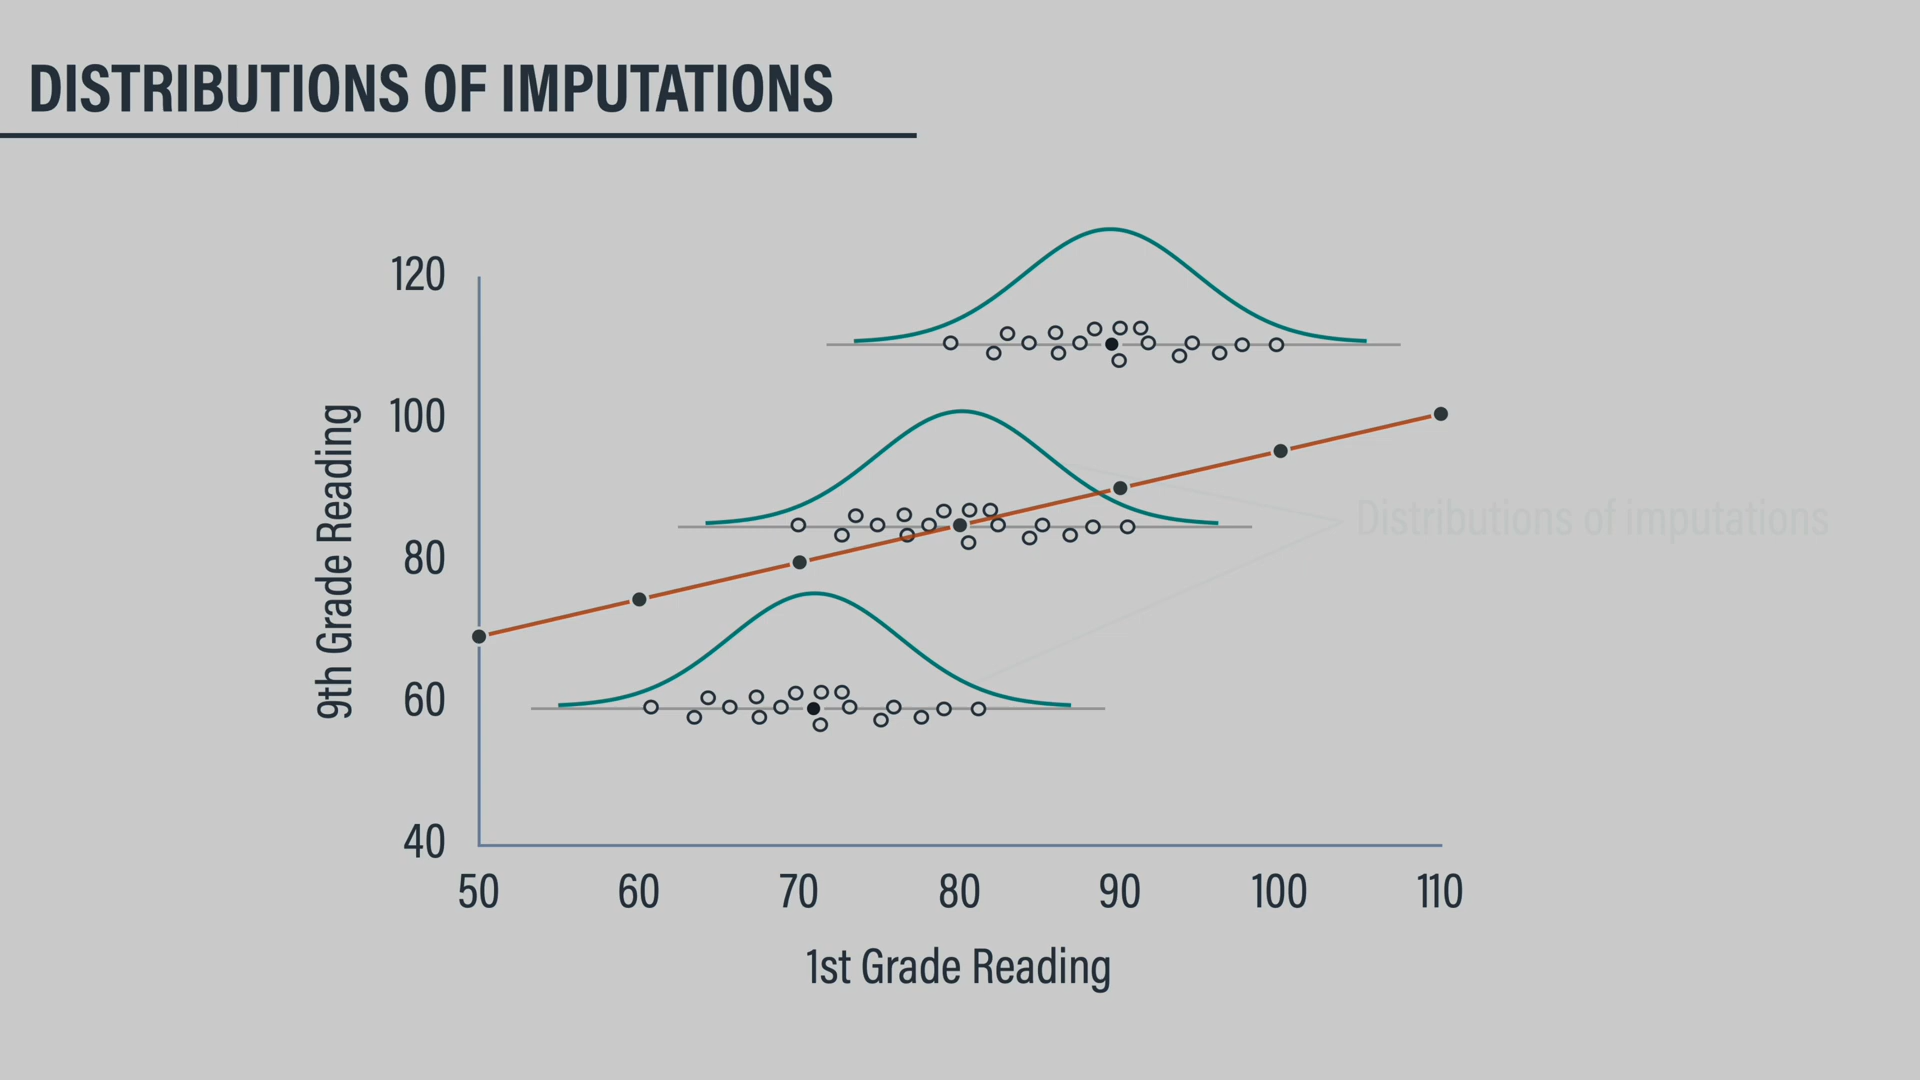 DISTRIBUTIONS OF IMPUTATIONS
120
100
80
60
40
9th Grade Reading
Distributions of imputations
50 60 70 80 90 100 110
1st Grade Reading